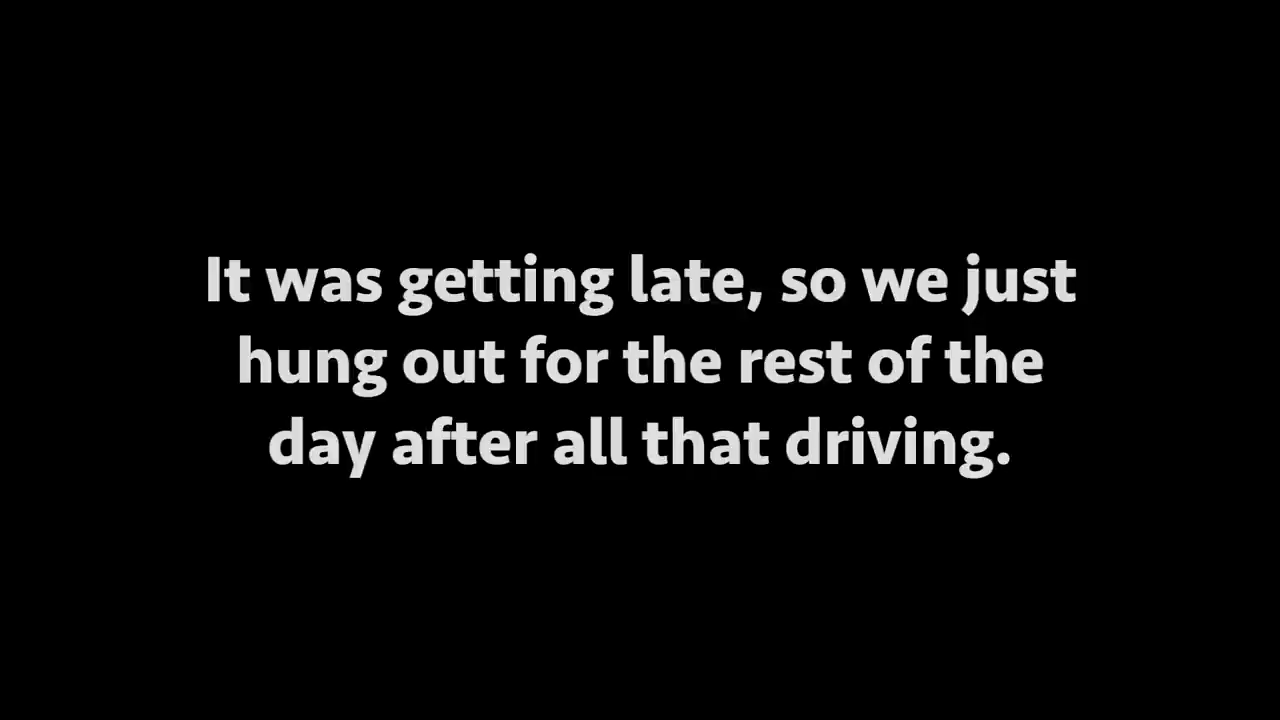 It was getting late, so we just
hung out for the rest of the
day after all that driving.